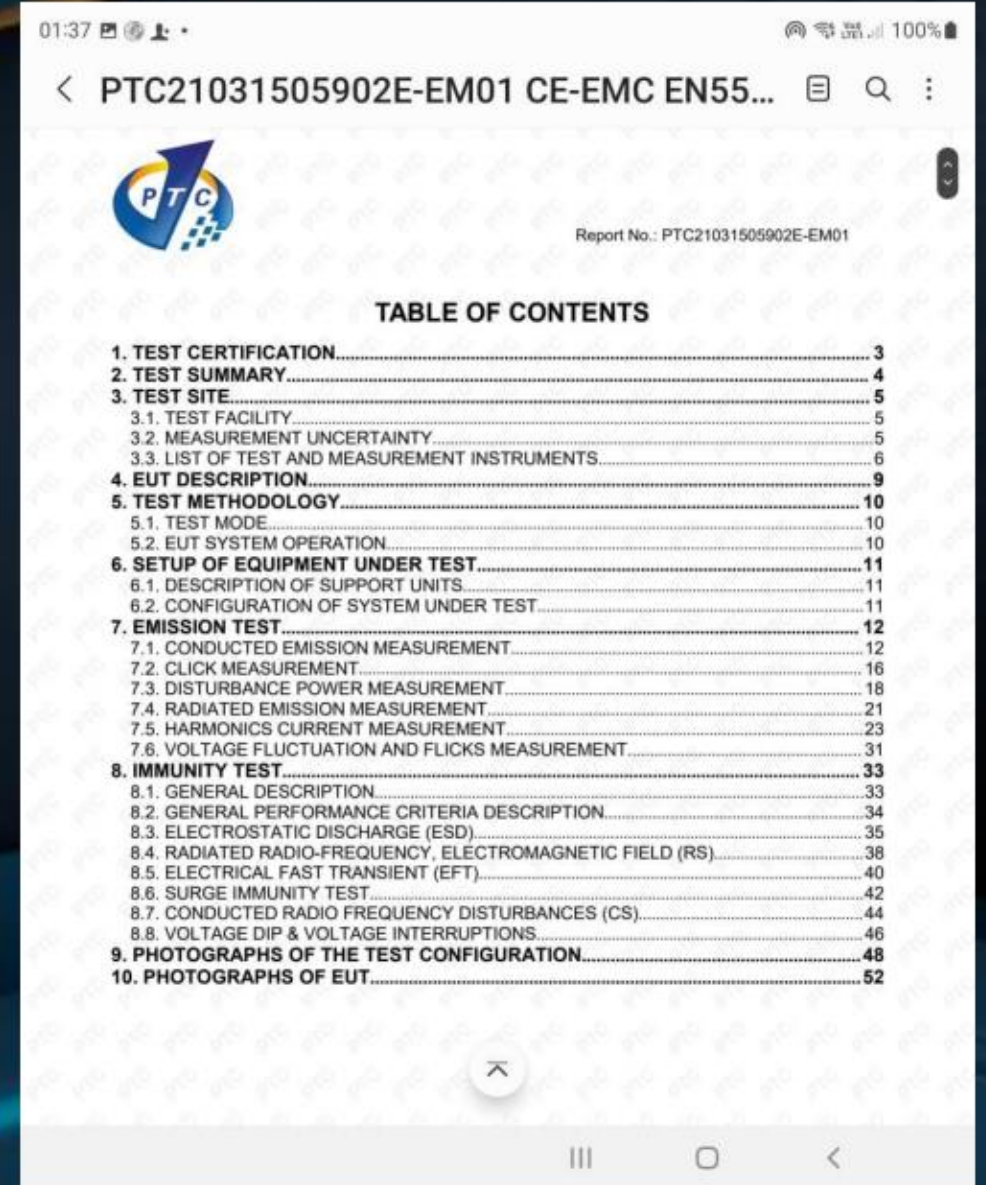 01:37
100%
PTC21031505902E-EM01 CE-EMC EN55...
PTC
Report No.: PTC21031505902E-EM01
TABLE OF CONTENTS
1. TEST CERTIFICATION 3
2. TEST SUMMARY 4
3. TEST SITE 5
3.1. TEST FACILITY 5
3.2. MEASUREMENT UNCERTAINTY 5
3.3. LIST OF TEST AND MEASUREMENT INSTRUMENTS 6
4. EUT DESCRIPTION 9
5. TEST METHODOLOGY 10
5.1. TEST MODE 10
5.2. EUT SYSTEM OPERATION 10
6. SETUP OF EQUIPMENT UNDER TEST 11
6.1. DESCRIPTION OF SUPPORT UNITS 11
6.2. CONFIGURATION OF SYSTEM UNDER TEST 11
7. EMISSION TEST 12
7.1. CONDUCTED EMISSION MEASUREMENT 12
7.2. CLICK MEASUREMENT 16
7.3. DISTURBANCE POWER MEASUREMENT 18
7.4. RADIATED EMISSION MEASUREMENT 21
7.5. HARMONICS CURRENT MEASUREMENT 23
7.6. VOLTAGE FLUCTUATION AND FLICKS MEASUREMENT 31
8. IMMUNITY TEST 33
8.1. GENERAL DESCRIPTION 33
8.2. GENERAL PERFORMANCE CRITERIA DESCRIPTION 34
8.3. ELECTROSTATIC DISCHARGE (ESD) 35
8.4. RADIATED RADIO-FREQUENCY, ELECTROMAGNETIC FIELD (RS) 38
8.5. ELECTRICAL FAST TRANSIENT (EFT) 40
8.6. SURGE IMMUNITY TEST 42
8.7. CONDUCTED RADIO FREQUENCY DISTURBANCES (CS) 44
8.8. VOLTAGE DIP & VOLTAGE INTERRUPTIONS 46
9. PHOTOGRAPHS OF THE TEST CONFIGURATION 48
10. PHOTOGRAPHS OF EUT 52